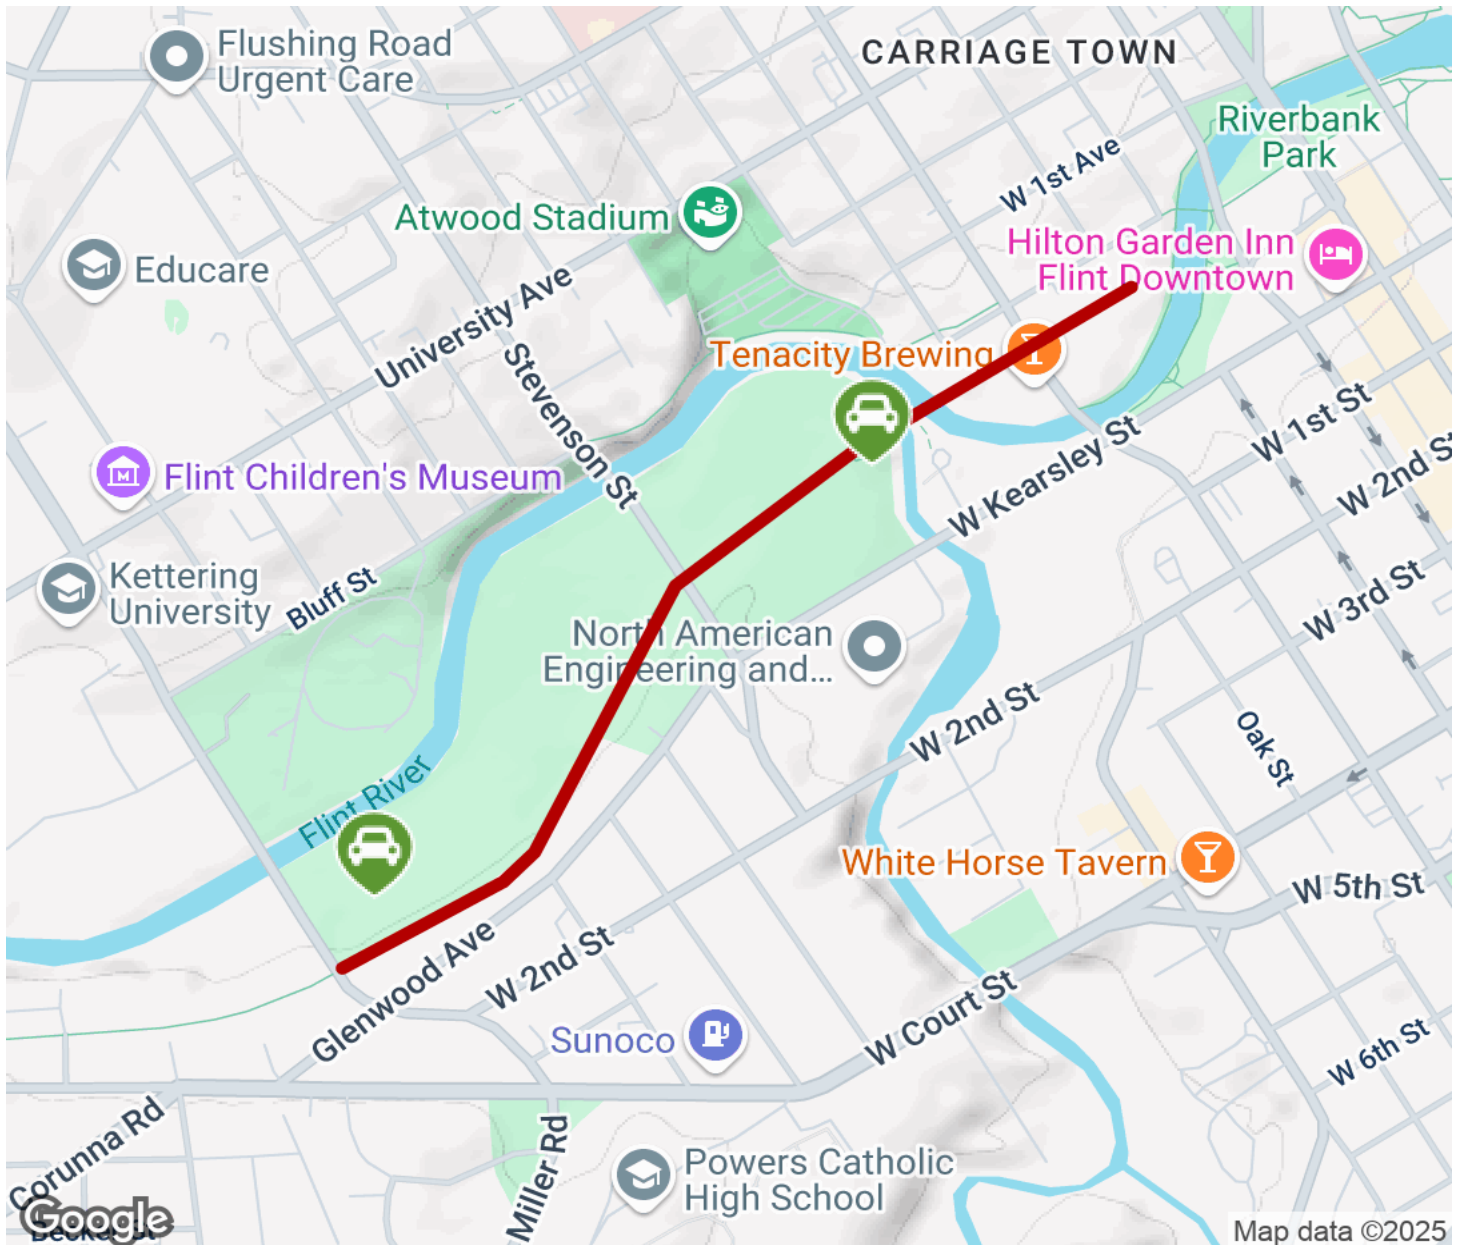 Flushing Road
Urgent Care
CARRIAGE TOWN
Riverbank
Park
W 1st Ave
Atwood Stadium
Hilton Garden Inn
Flint Downtown
Educare
University Ave
Tenacity Brewing
Stevenson St
W 1st St
W 2nd St
W Kearsley St
Flint Children's Museum
Kettering
University
Bluff St
W 3rd St
North American
Engineering and...
W 2nd St
Oak St
Flint River
White Horse Tavern
W 5th St
Glenwood Ave
W 2nd St
W Court St
Sunoco
W 6th St
Corunna Rd
Miller Rd
Powers Catholic
High School
Becker St
Google
Map data ©2025